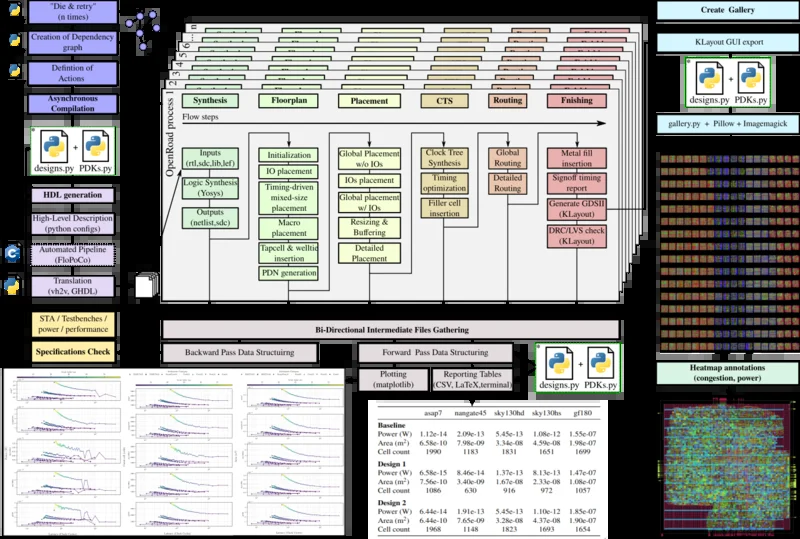 "Die & retry"
(n times)
Creation of Dependency
graph
Defintion of
Actions
Asynchronous
Compilation
designs.py + PDKs.py
HDL generation
High-Level Description
(python configs)
Automated Pipeline
(FloPoCo)
Translation
(vh2v, GHDL)
STA / Testbenches /
power / performance
Specifications Check
OpenRoad process 1
2
3
4
5
6
... n
Synthesis
Floorplan
Placement
CTS
Routing
Fnishing
Flow steps
Inputs
(rtl,sdc,lib,lef)
Logic Synthesis
(Yosys)
Outputs
(netlist,sdc)
Initialization
IO placement
Timing-driven
mixed-size
placement
Macro
placement
Tapcell & welltie
insertion
PDN generation
Global Placement
w/o IOs
IOs placement
Global placement
w/ IOs
Resizing &
Buffering
Detailed
Placement
Clock Tree
Synthesis
Timing
optimization
Filler cell
insertion
Global
Routing
Detailed
Routing
Metal fill
insertion
Signoff timing
report
Generate GDSII
(KLayout)
DRC/LVS check
(KLayout)
Bi-Directional Intermediate Files Gathering
Backward Pass Data Structuirng
Forward Pass Data Structuring
Plotting
(matplotlib)
Reporting Tables
(CSV, LaTeX,terminal)
designs.py + PDKs.py
asap7 nangate45 sky130hd sky130hs gf180
Baseline
Power (W) 1.12e-14 2.09e-13 5.45e-13 1.08e-12 1.55e-07
Area (m²) 6.58e-10 7.98e-09 3.34e-08 4.59e-08 1.98e-07
Cell count 1990 1183 1831 1651 1699
Design 1
Power (W) 6.58e-15 8.46e-14 1.37e-13 8.13e-13 1.47e-07
Area (m²) 7.56e-10 3.40e-09 1.67e-08 2.33e-08 1.08e-07
Cell count 1086 630 916 972 1057
Design 2
Power (W) 6.44e-14 1.91e-13 5.45e-13 1.10e-12 1.85e-07
Area (m²) 6.44e-10 7.65e-09 3.28e-08 4.37e-08 1.90e-07
Cell count 1968 1148 1823 1693 1654
Create Gallery
KLayout GUI export
designs.py + PDKs.py
gallery.py + Pillow + Imagemagick
Heatmap annotations
(congestion, power)